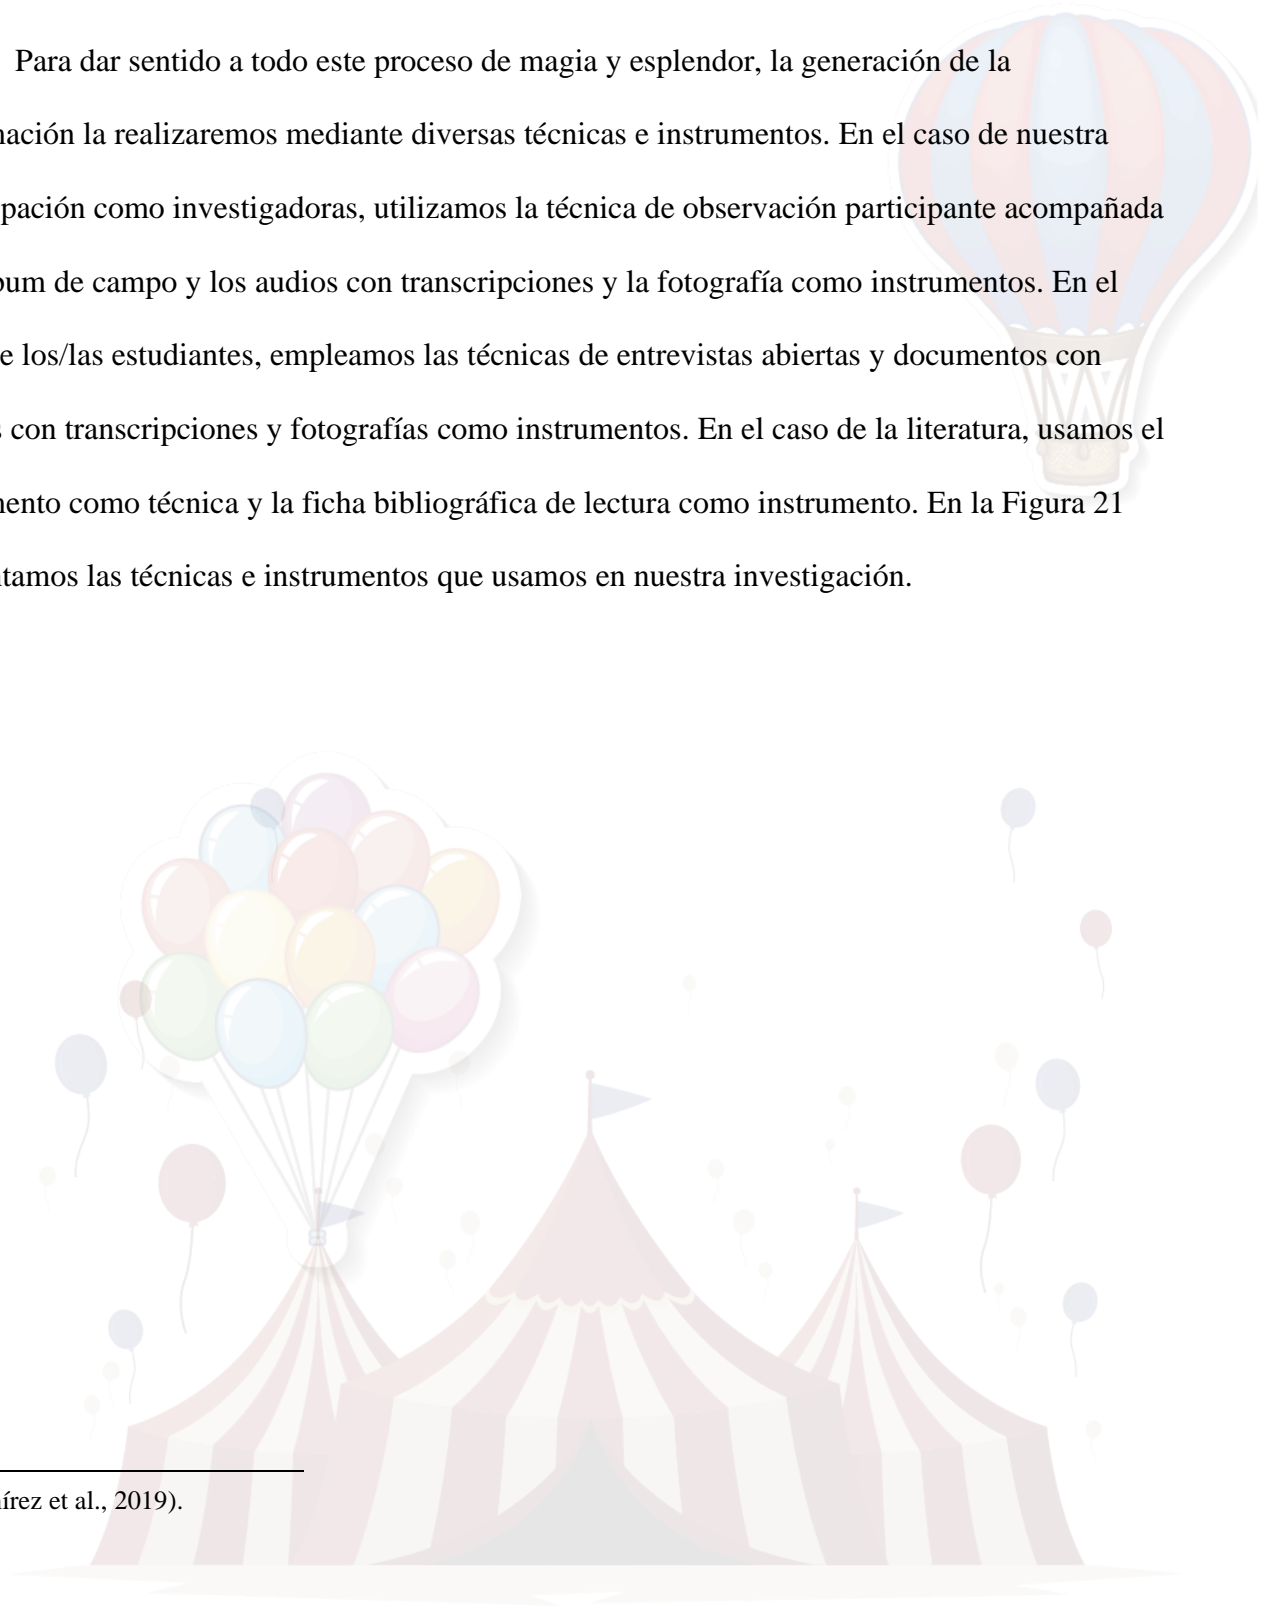 Para dar sentido a todo este proceso de magia y esplendor, la generación de la
mación la realizaremos mediante diversas técnicas e instrumentos. En el caso de nuestra
pación como investigadoras, utilizamos la técnica de observación participante acompañada
bum de campo y los audios con transcripciones y la fotografía como instrumentos. En el
e los/las estudiantes, empleamos las técnicas de entrevistas abiertas y documentos con
s con transcripciones y fotografías como instrumentos. En el caso de la literatura, usamos el
mento como técnica y la ficha bibliográfica de lectura como instrumento. En la Figura 21
ntamos las técnicas e instrumentos que usamos en nuestra investigación.
írez et al., 2019).